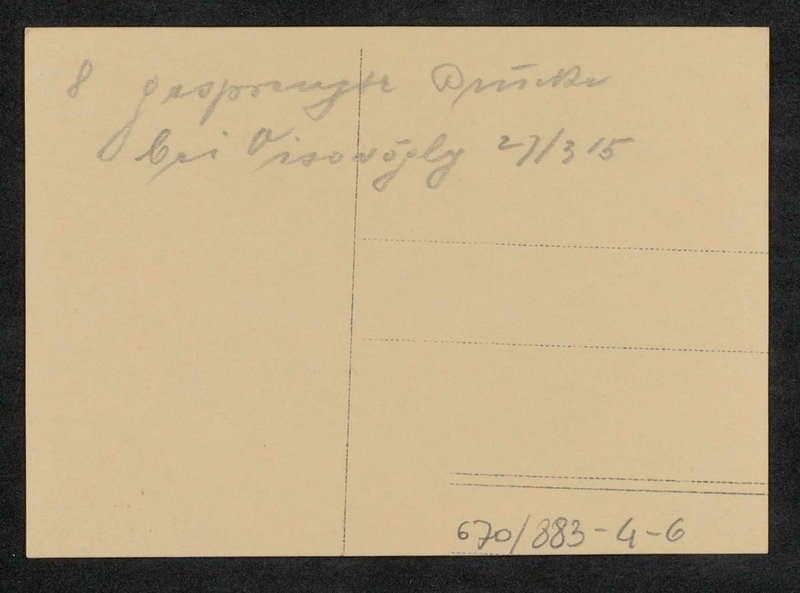 8 gesprengte Brücke
bei Visovögly 27/3 15
670/883-4-6